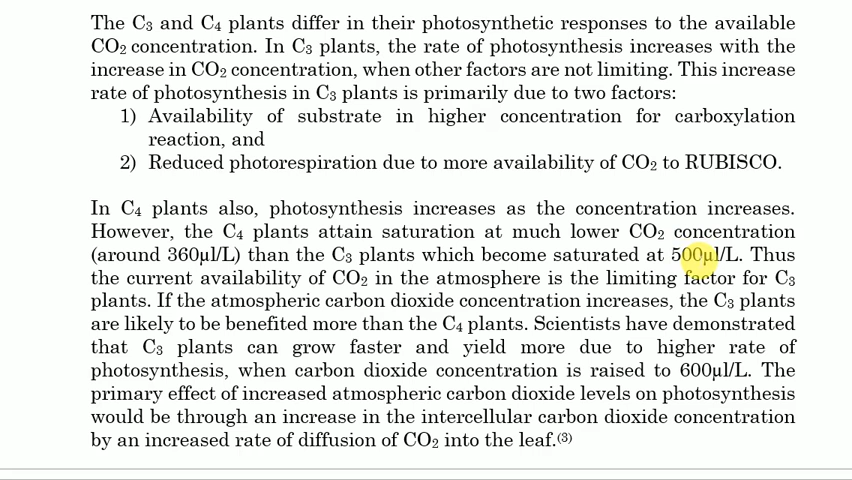 The C₃ and C₄ plants differ in their photosynthetic responses to the available
CO₂ concentration. In C₃ plants, the rate of photosynthesis increases with the
increase in CO₂ concentration, when other factors are not limiting. This increase
rate of photosynthesis in C₃ plants is primarily due to two factors:
1) Availability of substrate in higher concentration for carboxylation
reaction, and
2) Reduced photorespiration due to more availability of CO₂ to RUBISCO.
In C₄ plants also, photosynthesis increases as the concentration increases.
However, the C₄ plants attain saturation at much lower CO₂ concentration
(around 360µl/L) than the C₃ plants which become saturated at 500µl/L. Thus
the current availability of CO₂ in the atmosphere is the limiting factor for C₃
plants. If the atmospheric carbon dioxide concentration increases, the C₃ plants
are likely to be benefited more than the C₄ plants. Scientists have demonstrated
that C₃ plants can grow faster and yield more due to higher rate of
photosynthesis, when carbon dioxide concentration is raised to 600µl/L. The
primary effect of increased atmospheric carbon dioxide levels on photosynthesis
would be through an increase in the intercellular carbon dioxide concentration
by an increased rate of diffusion of CO₂ into the leaf.⁽³⁾